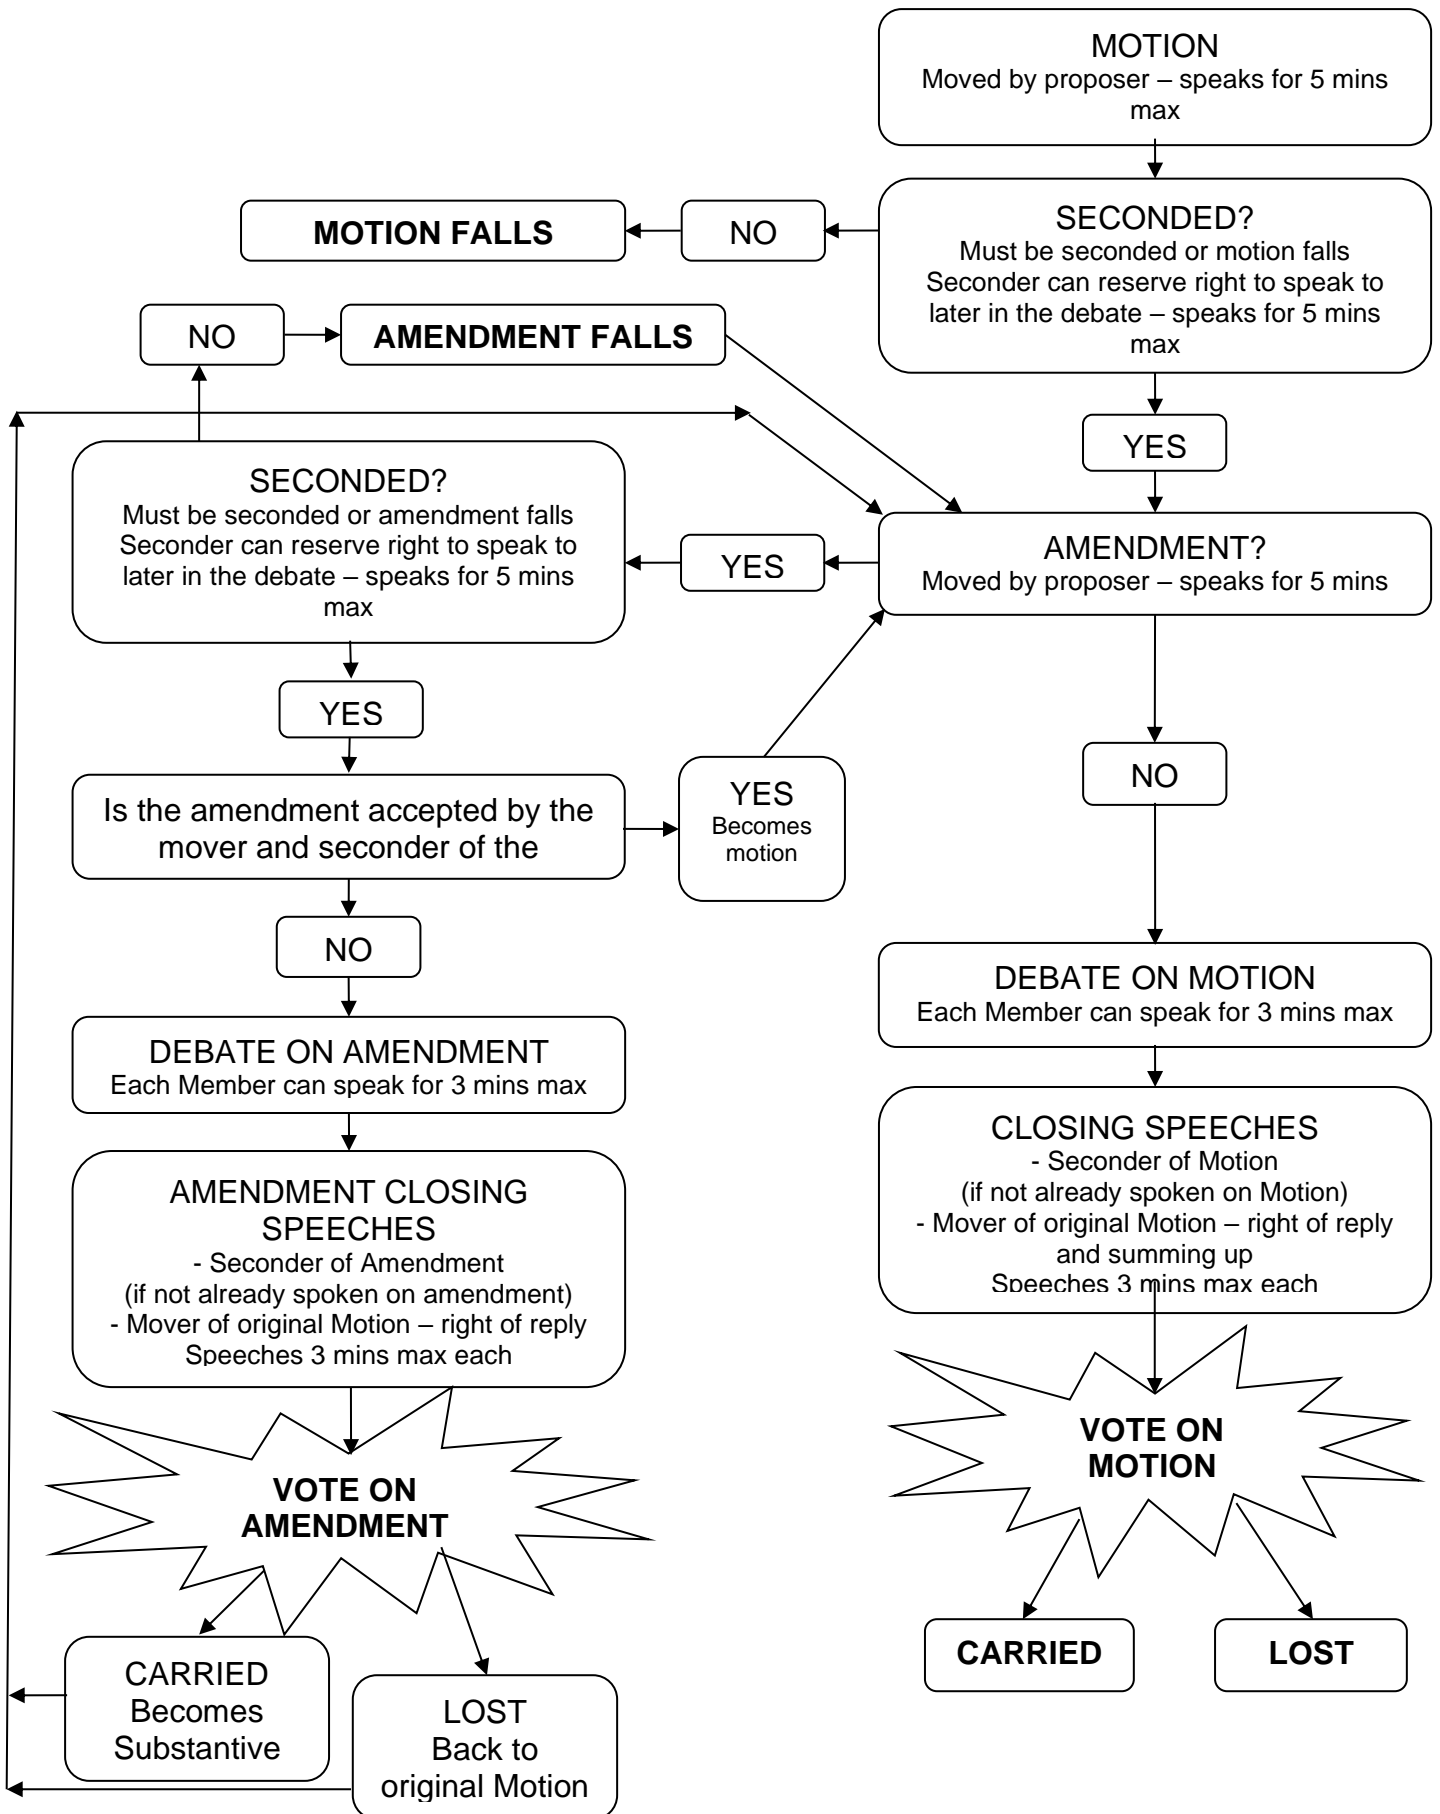 MOTION
Moved by proposer – speaks for 5 mins
max
SECONDED?
Must be seconded or motion falls
Seconder can reserve right to speak to
later in the debate – speaks for 5 mins
max
NO
MOTION FALLS
YES
AMENDMENT?
Moved by proposer – speaks for 5 mins
YES
SECONDED?
Must be seconded or amendment falls
Seconder can reserve right to speak to
later in the debate – speaks for 5 mins
max
NO
AMENDMENT FALLS
YES
Is the amendment accepted by the
mover and seconder of the
YES
Becomes
motion
NO
DEBATE ON AMENDMENT
Each Member can speak for 3 mins max
AMENDMENT CLOSING
SPEECHES
- Seconder of Amendment
(if not already spoken on amendment)
- Mover of original Motion – right of reply
Speeches 3 mins max each
VOTE ON
AMENDMENT
CARRIED
Becomes
Substantive
LOST
Back to
original Motion
NO
DEBATE ON MOTION
Each Member can speak for 3 mins max
CLOSING SPEECHES
- Seconder of Motion
(if not already spoken on Motion)
- Mover of original Motion – right of reply
and summing up
Speeches 3 mins max each
VOTE ON
MOTION
CARRIED
LOST